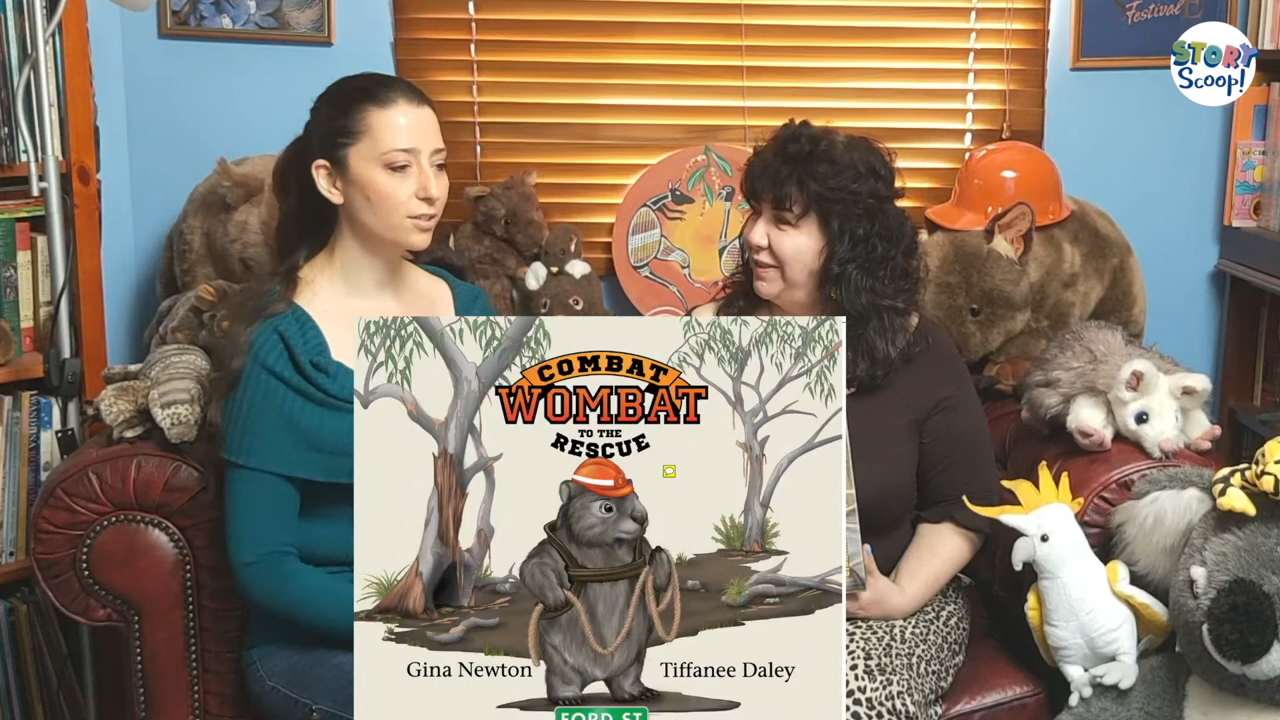 Festival
STORY
Scoop!
COMBAT
WOMBAT
TO THE
RESCUE
Gina Newton
Tiffanee Daley
FORD ST